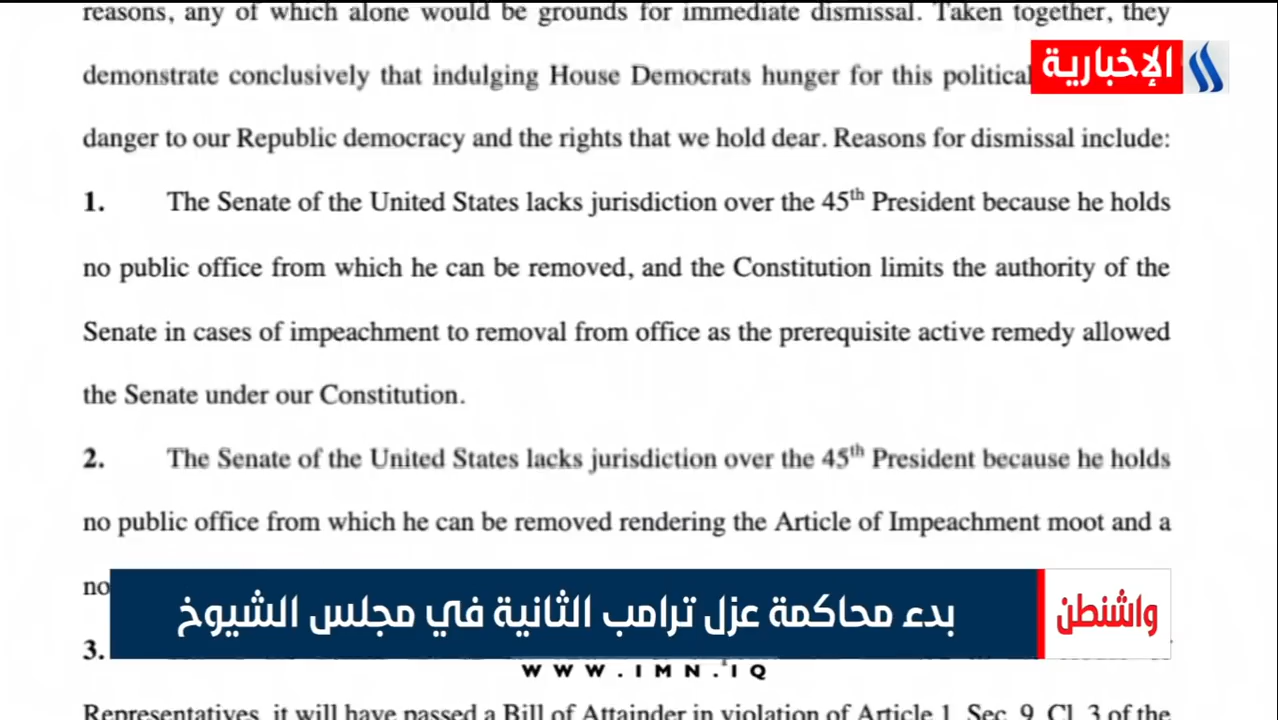 reasons, any of which alone would be grounds for immediate dismissal. Taken together, they
demonstrate conclusively that indulging House Democrats hunger for this political
الإخبارية
danger to our Republic democracy and the rights that we hold dear. Reasons for dismissal include:
1. The Senate of the United States lacks jurisdiction over the 45th President because he holds
no public office from which he can be removed, and the Constitution limits the authority of the
Senate in cases of impeachment to removal from office as the prerequisite active remedy allowed
the Senate under our Constitution.
2. The Senate of the United States lacks jurisdiction over the 45th President because he holds
no public office from which he can be removed rendering the Article of Impeachment moot and a
no
واشنطن
بدء محاكمة عزل ترامب الثانية في مجلس الشيوخ
3.
WWW.IMN.IQ
Representatives, it will have passed a Bill of Attainder in violation of Article 1, Sec. 9, Cl. 3 of the